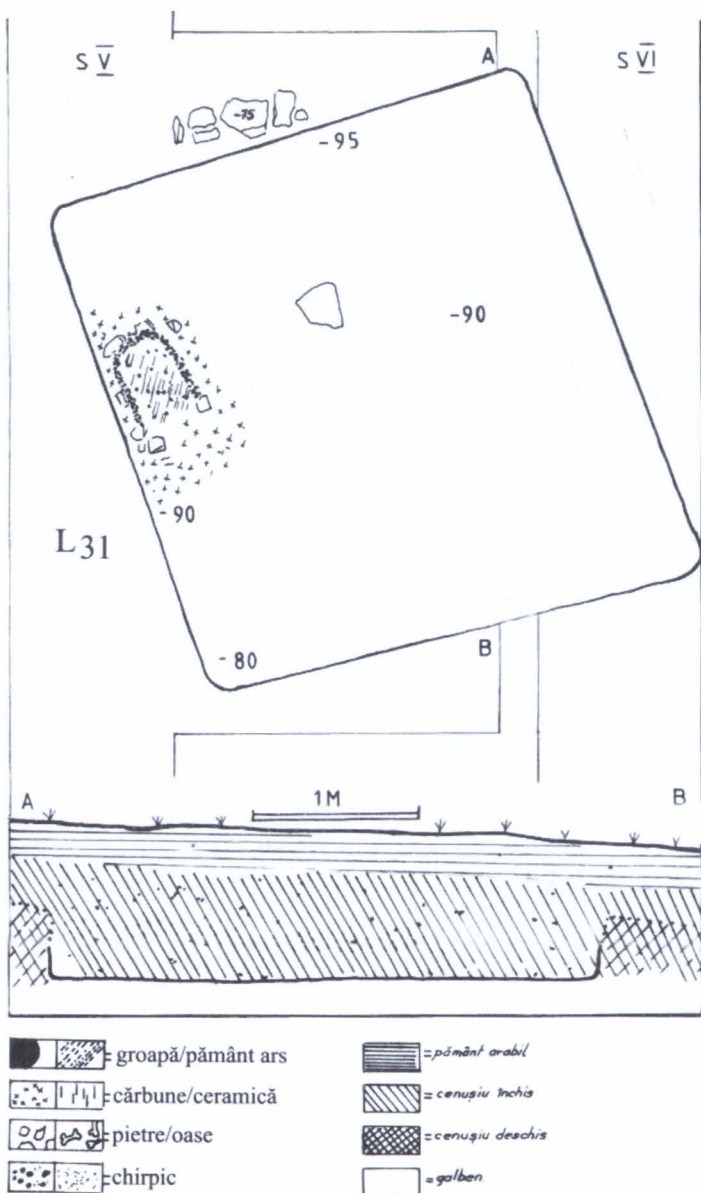 S V
A
S VI
-75
-95
-90
-90
L31
-80
B
A
1M
B
= groapă/pământ ars
= pământ arabil
= cărbune/ceramică
= cenușiu închis
= pietre/oase
= cenușiu deschis
= chirpic
= galben